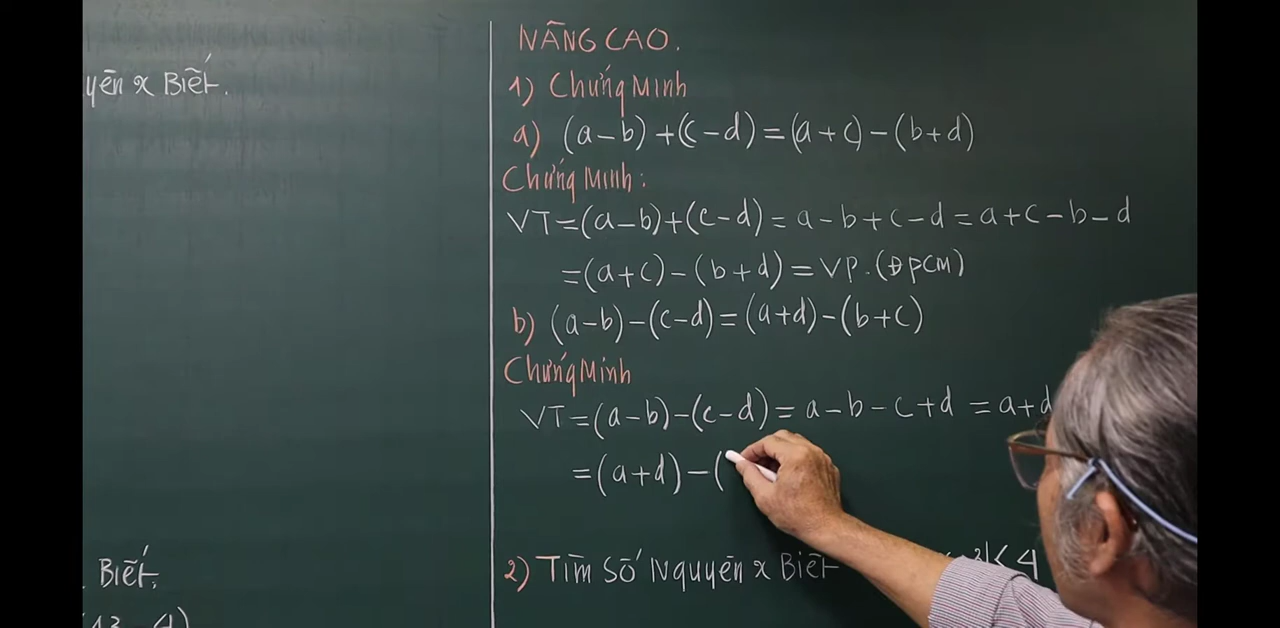 yên x Biết.
Biết.
NÂNG CAO.
1) Chứng Minh
a) (a-b)+(c-d)=(a+c)-(b+d)
Chứng Minh:
VT=(a-b)+(c-d)=a-b+c-d=a+c-b-d
=(a+c)-(b+d)=VP.(ĐPCM)
b) (a-b)-(c-d)=(a+d)-(b+c)
Chứng Minh
VT=(a-b)-(c-d)=a-b-c+d=a+d
=(a+d)-(
2) Tìm Số Nguyên x Biết <4